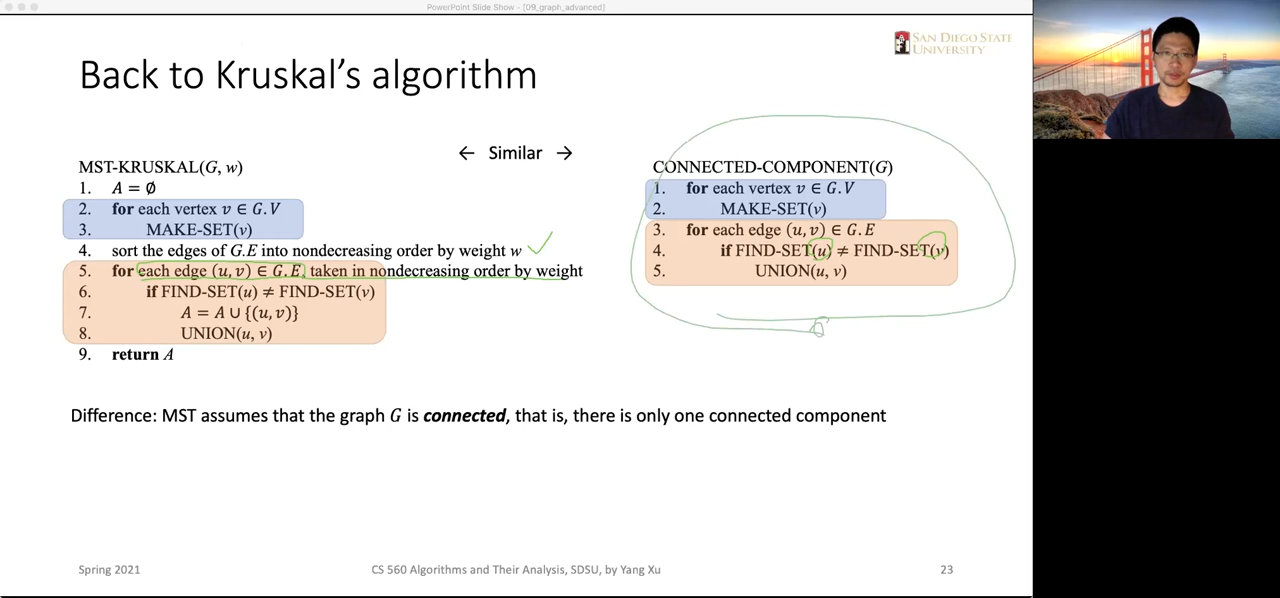 PowerPoint Slide Show - [09_graph_advanced]
SAN DIEGO STATE
UNIVERSITY
Back to Kruskal's algorithm
← Similar →
MST-KRUSKAL(G, w)
1. A = ∅
2. for each vertex v ∈ G.V
3. MAKE-SET(v)
4. sort the edges of G.E into nondecreasing order by weight w
5. for each edge (u, v) ∈ G.E, taken in nondecreasing order by weight
6. if FIND-SET(u) ≠ FIND-SET(v)
7. A = A ∪ {(u, v)}
8. UNION(u, v)
9. return A
CONNECTED-COMPONENT(G)
1. for each vertex v ∈ G.V
2. MAKE-SET(v)
3. for each edge (u, v) ∈ G.E
4. if FIND-SET(u) ≠ FIND-SET(v)
5. UNION(u, v)
Difference: MST assumes that the graph G is connected, that is, there is only one connected component
Spring 2021
CS 560 Algorithms and Their Analysis, SDSU, by Yang Xu
23